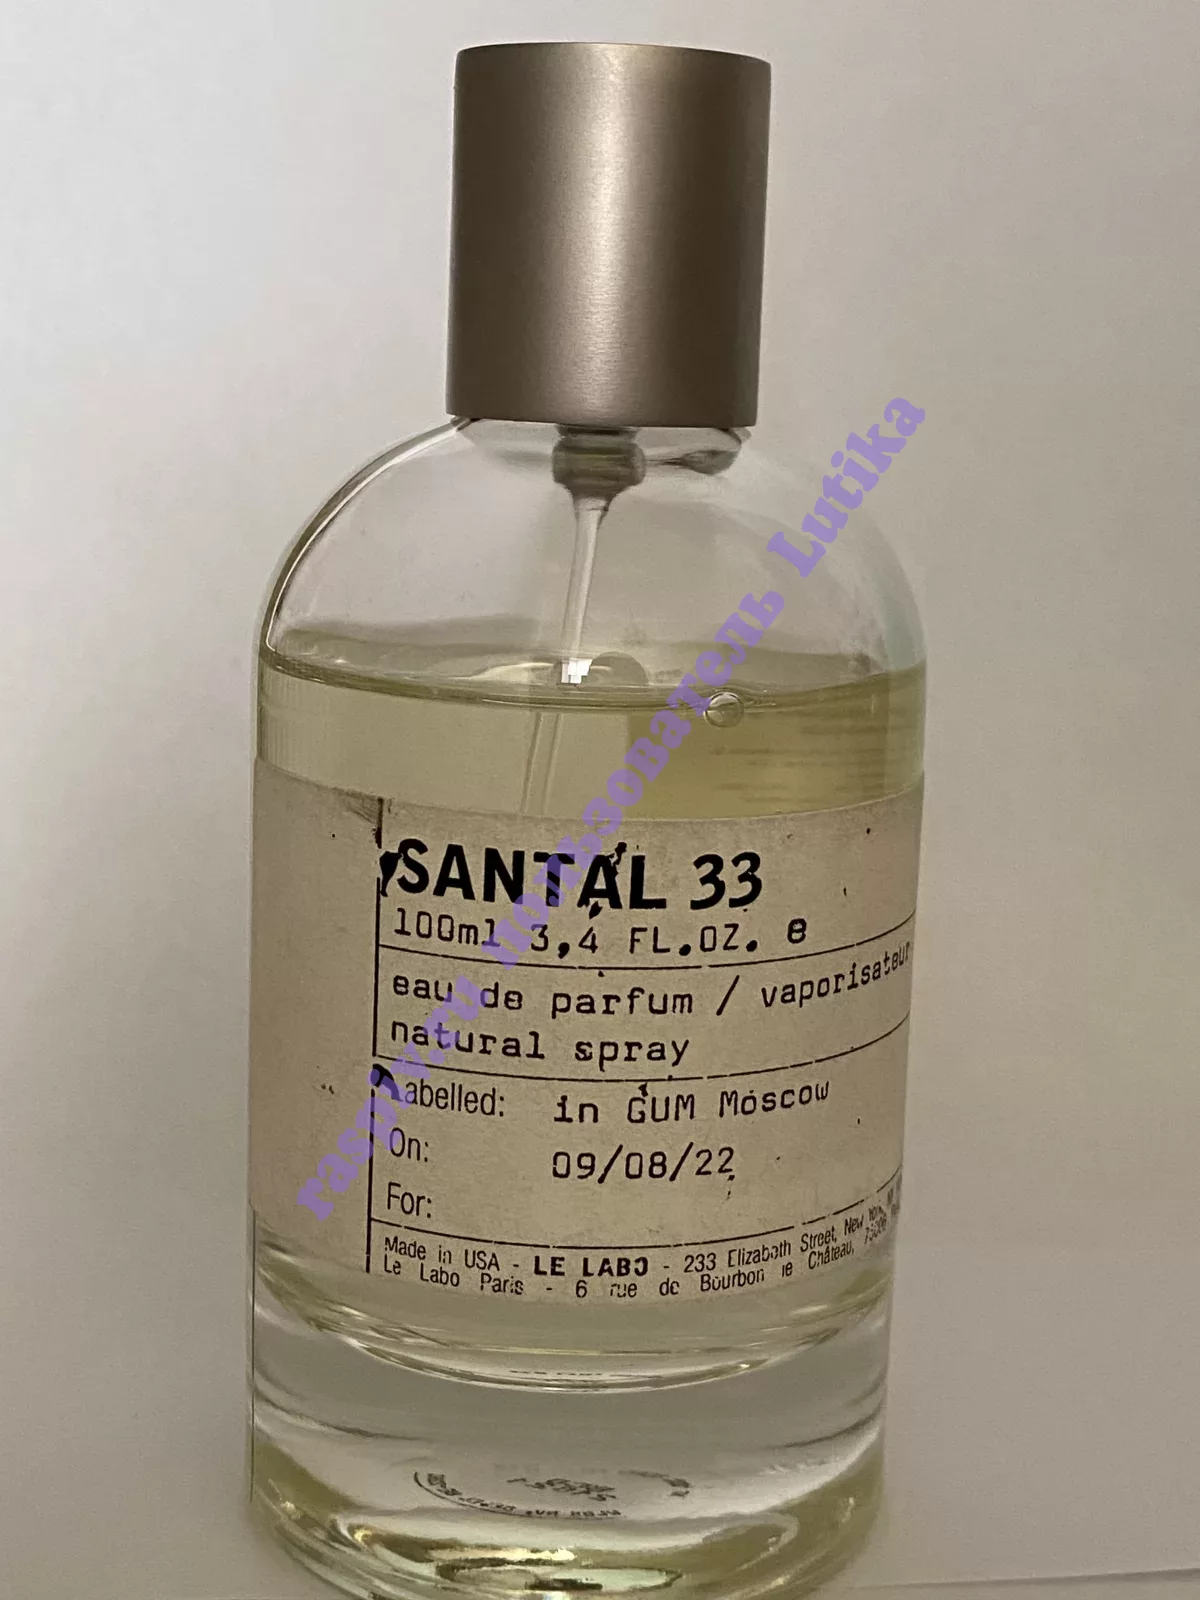 SANTAL 33
100ml 3,4 FL.OZ. e
eau de parfum / vaporisateur
natural spray
Labelled: in GUM Moscow
On: 09/08/22
For:
Made in USA - LE LABO - 233 Elizabeth Street, New York,
Le Labo Paris - 6 rue de Bourbon le Château,
raspiv.ru пользователь Lutika